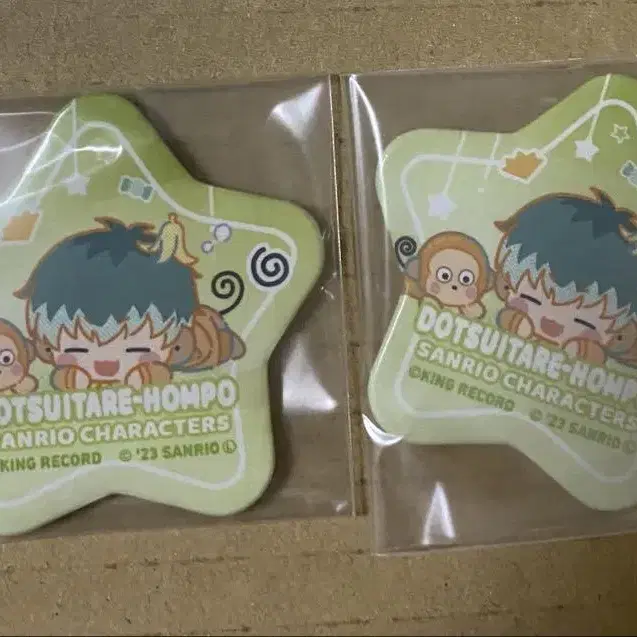 DOTSUITARE-HOMPO
SANRIO CHARACTERS
©KING RECORD © '23 SANRIO Ⓛ
DOTSUITARE-HOMPO
SANRIO CHARACTERS
©KING RECORD © '23 SANRIO